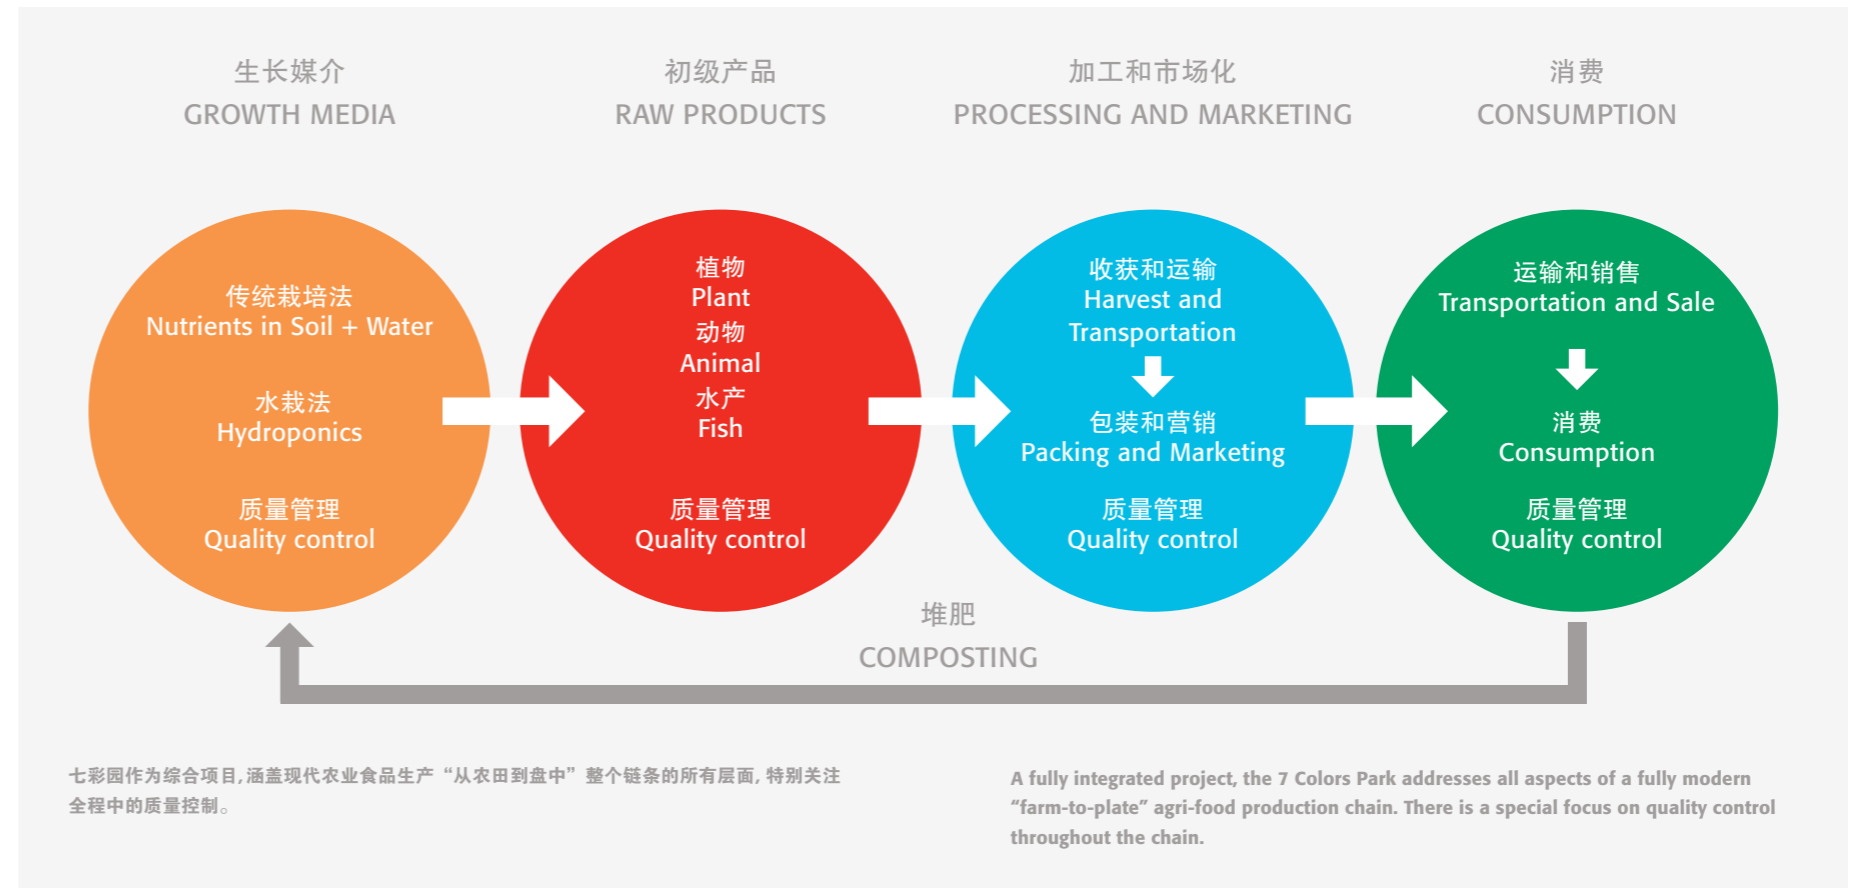 生长媒介
GROWTH MEDIA
初级产品
RAW PRODUCTS
加工和市场化
PROCESSING AND MARKETING
消费
CONSUMPTION
传统栽培法
Nutrients in Soil + Water
水栽法
Hydroponics
质量管理
Quality control
植物
Plant
动物
Animal
水产
Fish
质量管理
Quality control
收获和运输
Harvest and
Transportation
包装和营销
Packing and Marketing
质量管理
Quality control
运输和销售
Transportation and Sale
消费
Consumption
质量管理
Quality control
堆肥
COMPOSTING
七彩园作为综合项目,涵盖现代农业食品生产“从农田到盘中”整个链条的所有层面,特别关注
全程中的质量控制。
A fully integrated project, the 7 Colors Park addresses all aspects of a fully modern
“farm-to-plate” agri-food production chain. There is a special focus on quality control
throughout the chain.